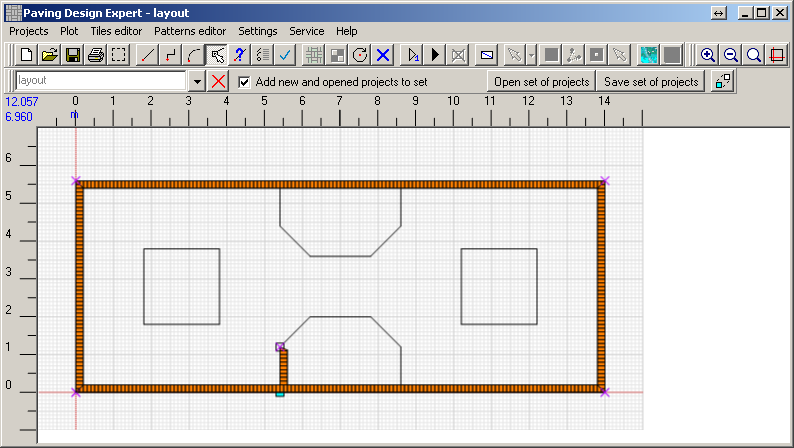 Paving Design Expert - layout
Projects Plot Tiles editor Patterns editor Settings Service Help
layout Add new and opened projects to set Open set of projects Save set of projects
12.057 0 1 2 3 4 5 6 7 8 9 10 11 12 13 14
6.960 m
6
5
4
3
2
1
0